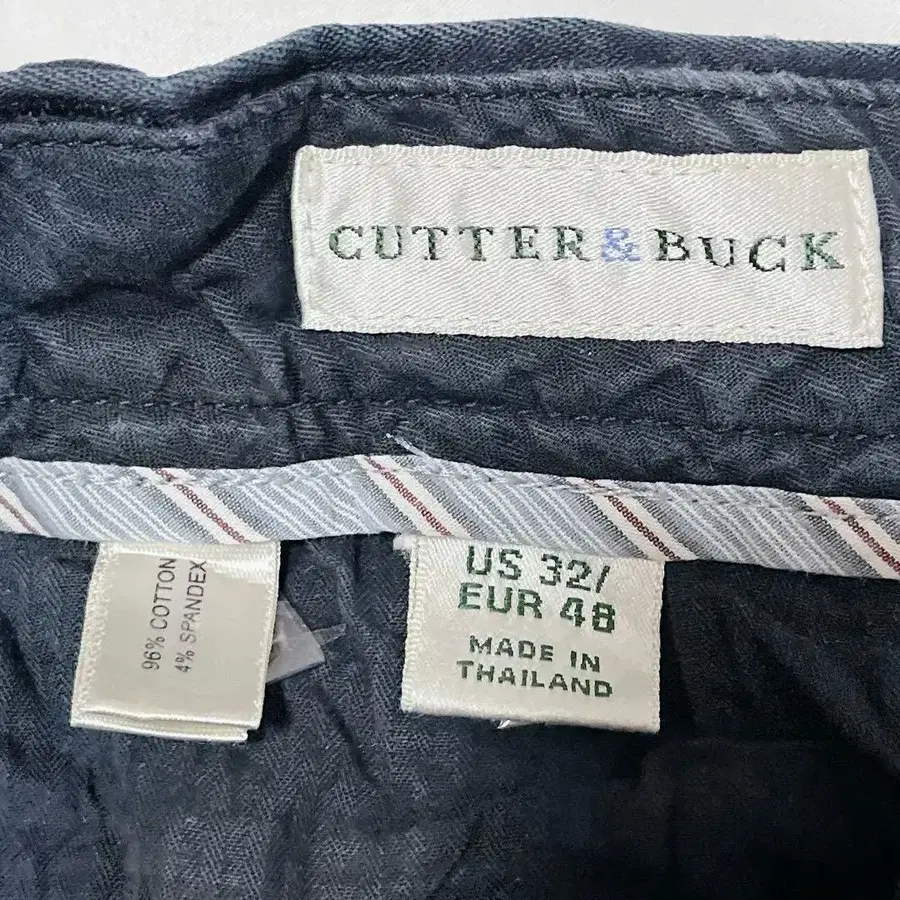 CUTTER & BUCK
96% COTTON
4% SPANDEX
US 32/
EUR 48
MADE IN
THAILAND